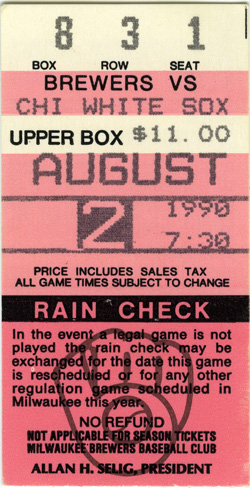 8 3 1
BOX ROW SEAT
BREWERS VS
CHI WHITE SOX
UPPER BOX $11.00
AUGUST
2 1990
7:30
PRICE INCLUDES SALES TAX
ALL GAME TIMES SUBJECT TO CHANGE
RAIN CHECK
In the event a legal game is not
played the rain check may be
exchanged for the date this game
is rescheduled or for any other
regulation game scheduled in
Milwaukee this year.
NO REFUND
NOT APPLICABLE FOR SEASON TICKETS
MILWAUKEE BREWERS BASEBALL CLUB
ALLAN H. SELIG, PRESIDENT